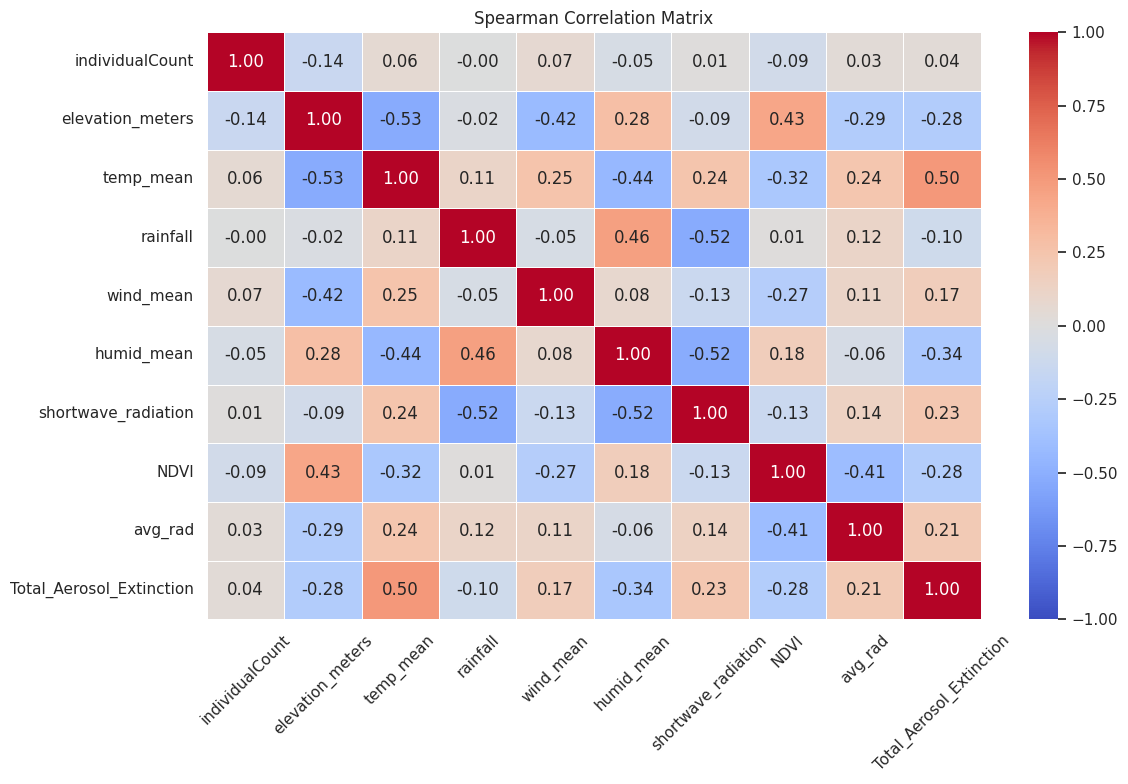 Spearman Correlation Matrix
individualCount 1.00 -0.14 0.06 -0.00 0.07 -0.05 0.01 -0.09 0.03 0.04
elevation_meters -0.14 1.00 -0.53 -0.02 -0.42 0.28 -0.09 0.43 -0.29 -0.28
temp_mean 0.06 -0.53 1.00 0.11 0.25 -0.44 0.24 -0.32 0.24 0.50
rainfall -0.00 -0.02 0.11 1.00 -0.05 0.46 -0.52 0.01 0.12 -0.10
wind_mean 0.07 -0.42 0.25 -0.05 1.00 0.08 -0.13 -0.27 0.11 0.17
humid_mean -0.05 0.28 -0.44 0.46 0.08 1.00 -0.52 0.18 -0.06 -0.34
shortwave_radiation 0.01 -0.09 0.24 -0.52 -0.13 -0.52 1.00 -0.13 0.14 0.23
NDVI -0.09 0.43 -0.32 0.01 -0.27 0.18 -0.13 1.00 -0.41 -0.28
avg_rad 0.03 -0.29 0.24 0.12 0.11 -0.06 0.14 -0.41 1.00 0.21
Total_Aerosol_Extinction 0.04 -0.28 0.50 -0.10 0.17 -0.34 0.23 -0.28 0.21 1.00
individualCount elevation_meters temp_mean rainfall wind_mean humid_mean shortwave_radiation NDVI avg_rad Total_Aerosol_Extinction
1.00
0.75
0.50
0.25
0.00
−0.25
−0.50
−0.75
−1.00